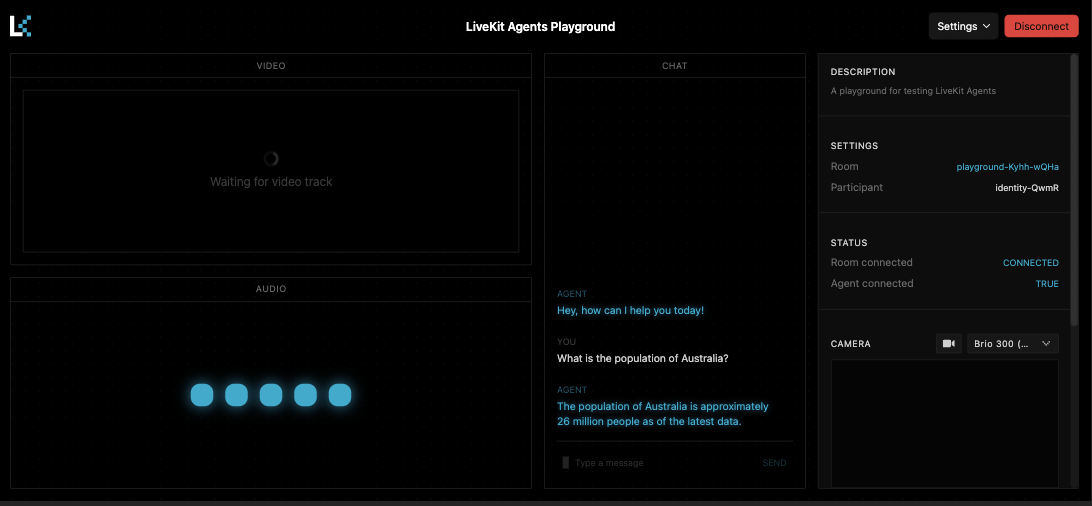 LiveKit Agents Playground
Settings
Disconnect
VIDEO
Waiting for video track
AUDIO
CHAT
AGENT
Hey, how can I help you today!
YOU
What is the population of Australia?
AGENT
The population of Australia is approximately
26 million people as of the latest data.
Type a message
SEND
DESCRIPTION
A playground for testing LiveKit Agents
SETTINGS
Room playground-Kyhh-wQHa
Participant identity-QwmR
STATUS
Room connected CONNECTED
Agent connected TRUE
CAMERA Brio 300 (...